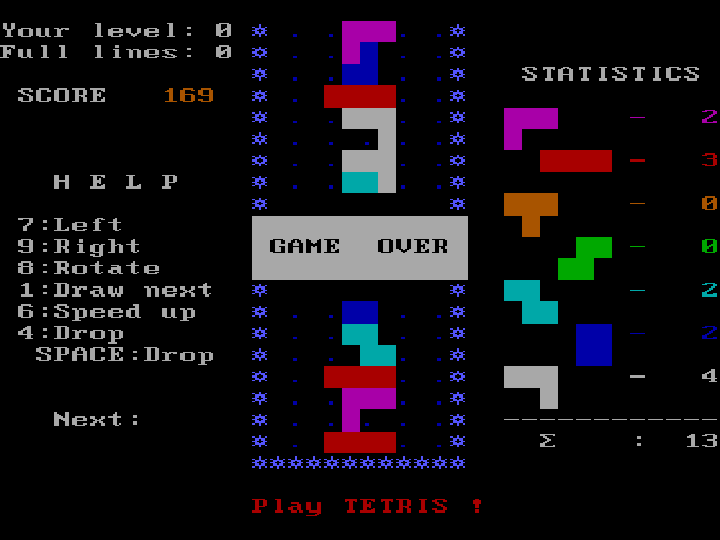 Your level: 0
Full lines: 0
STATISTICS
SCORE 169
- 2
- 3
H E L P
- 0
7:Left
9:Right
- 0
8:Rotate
GAME OVER
1:Draw next
- 2
6:Speed up
4:Drop
- 2
SPACE:Drop
- 4
Next:
------------
Σ : 13
Play TETRIS !